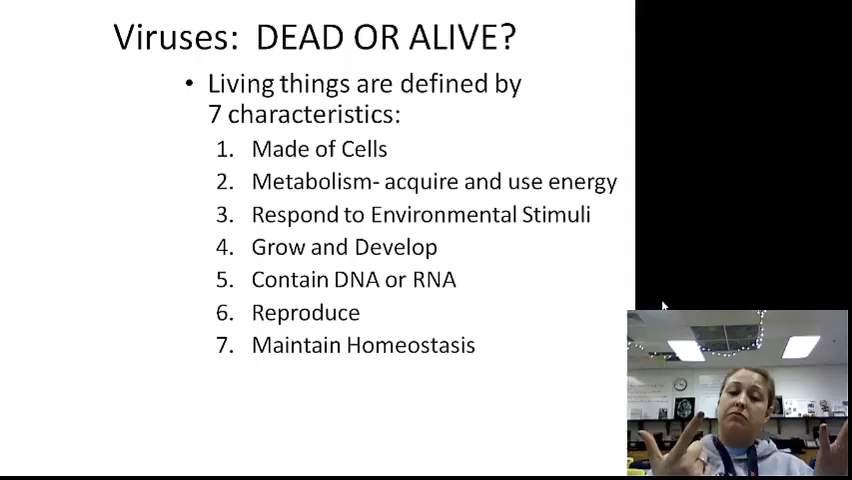 Viruses: DEAD OR ALIVE?
• Living things are defined by
7 characteristics:
1. Made of Cells
2. Metabolism- acquire and use energy
3. Respond to Environmental Stimuli
4. Grow and Develop
5. Contain DNA or RNA
6. Reproduce
7. Maintain Homeostasis